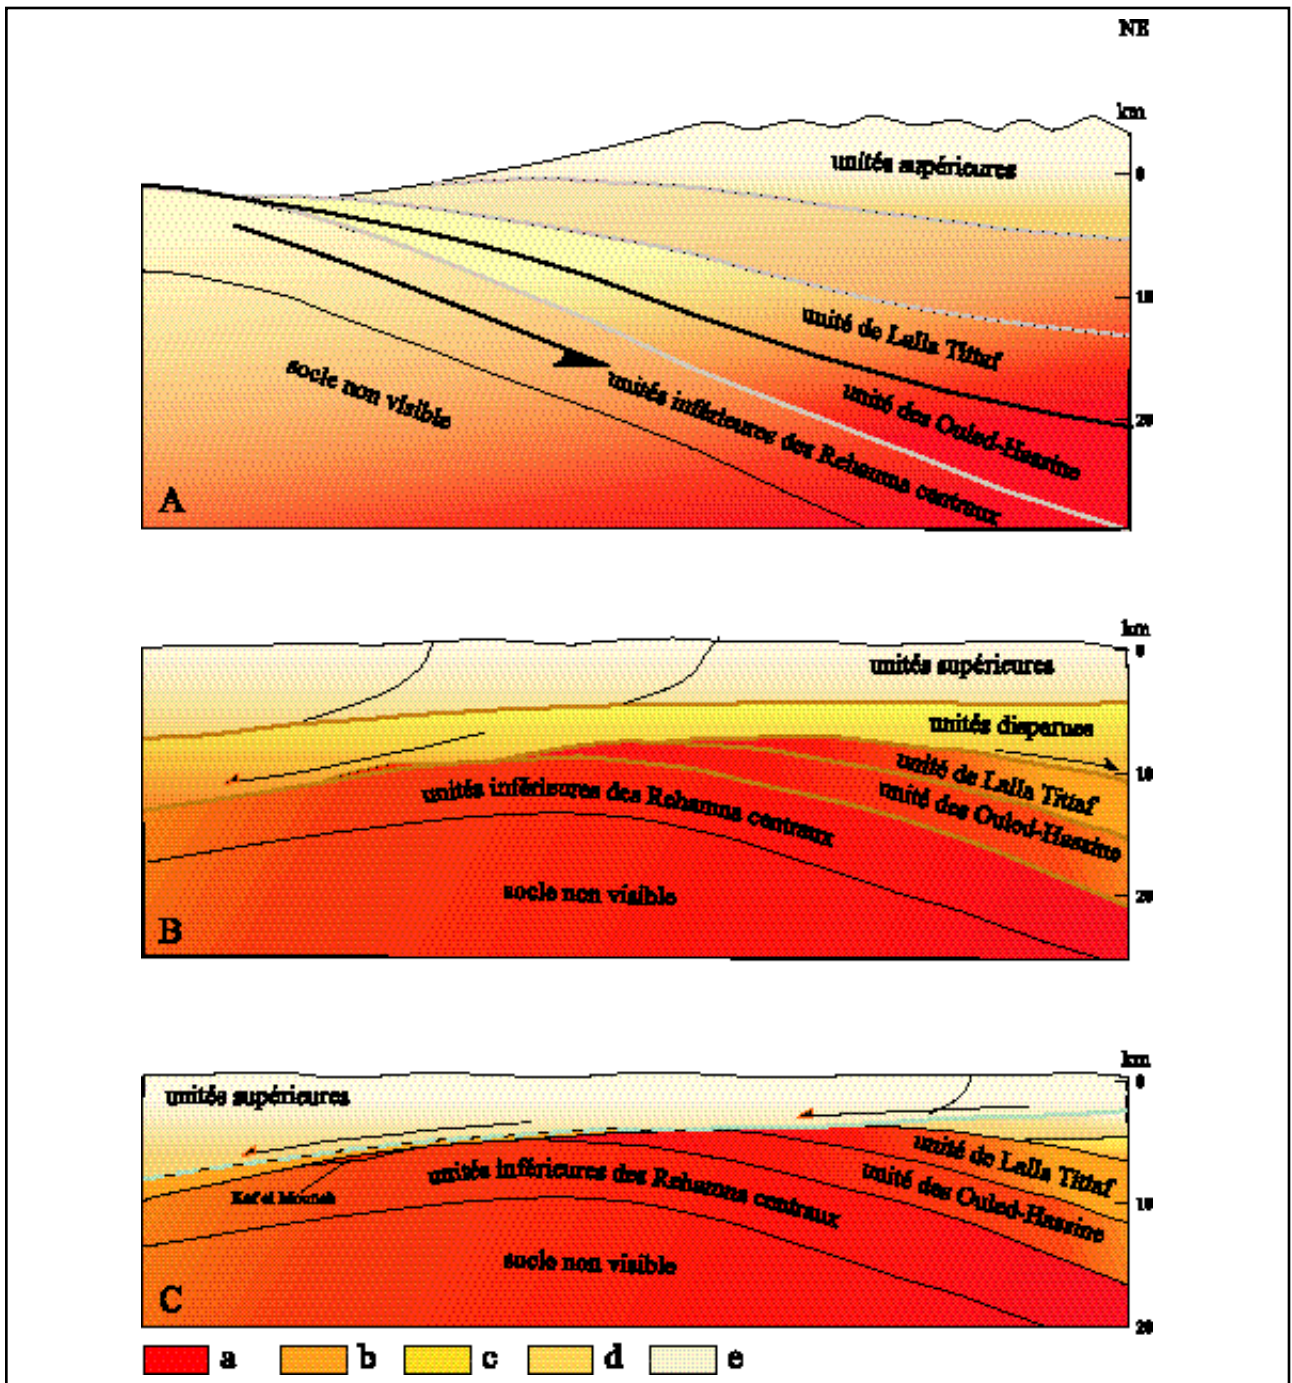 NE
km
unités supérieures
0
10
unité de Lalla Tittaf
socle non visible
unités inférieures des Rehamna centraux
unité des Ouled-Hassine
20
A
km
0
unités supérieures
unités disparues
10
unité de Lalla Tittaf
unités inférieures des Rehamna centraux
unité des Ouled-Hassine
socle non visible
20
B
km
0
unités supérieures
unité de Lalla Tittaf
unités inférieures des Rehamna centraux
unité des Ouled-Hassine
Kef el Mouneb
10
socle non visible
C
20
a b c d e